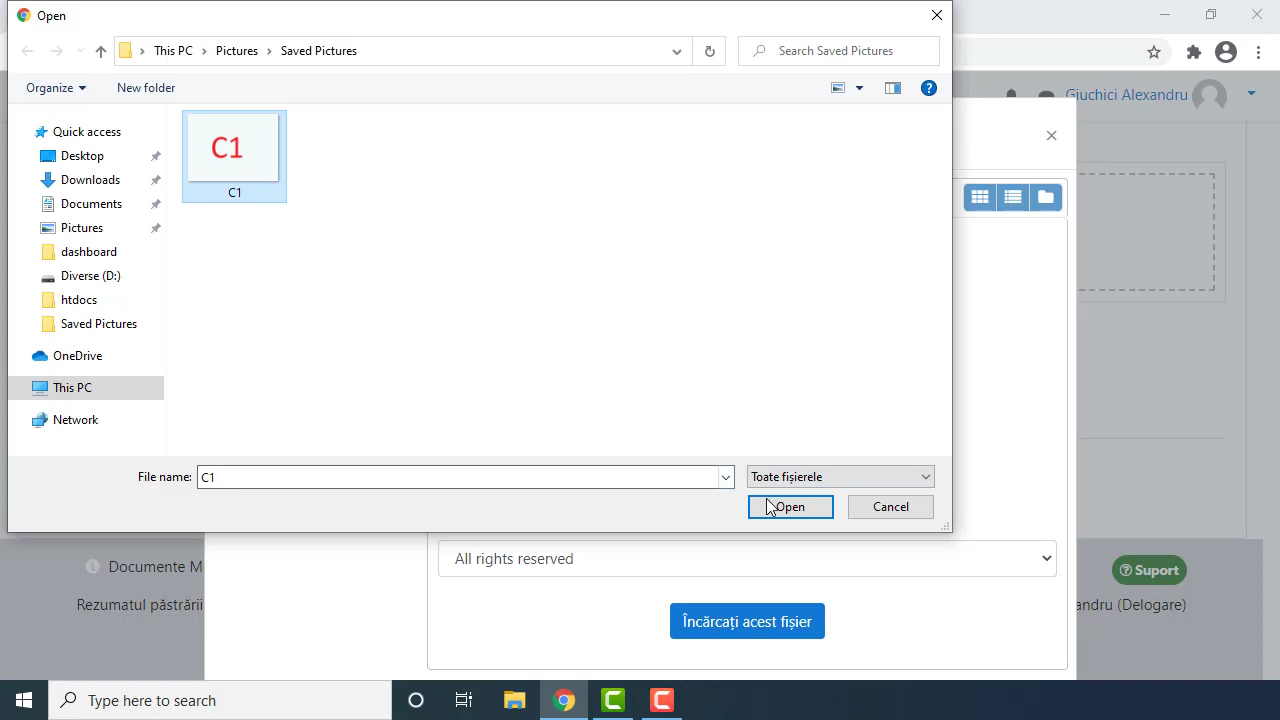 Open
This PC
Pictures
Saved Pictures
Search Saved Pictures
Organize
New folder
Giuchici Alexandru
Quick access
Desktop
Downloads
Documents
Pictures
dashboard
Diverse (D:)
htdocs
Saved Pictures
OneDrive
This PC
Network
C1
C1
File name:
C1
Toate fișierele
Open
Cancel
All rights reserved
Documente M
Suport
Rezumatul păstrării
andru (Delogare)
Încărcați acest fișier
Type here to search